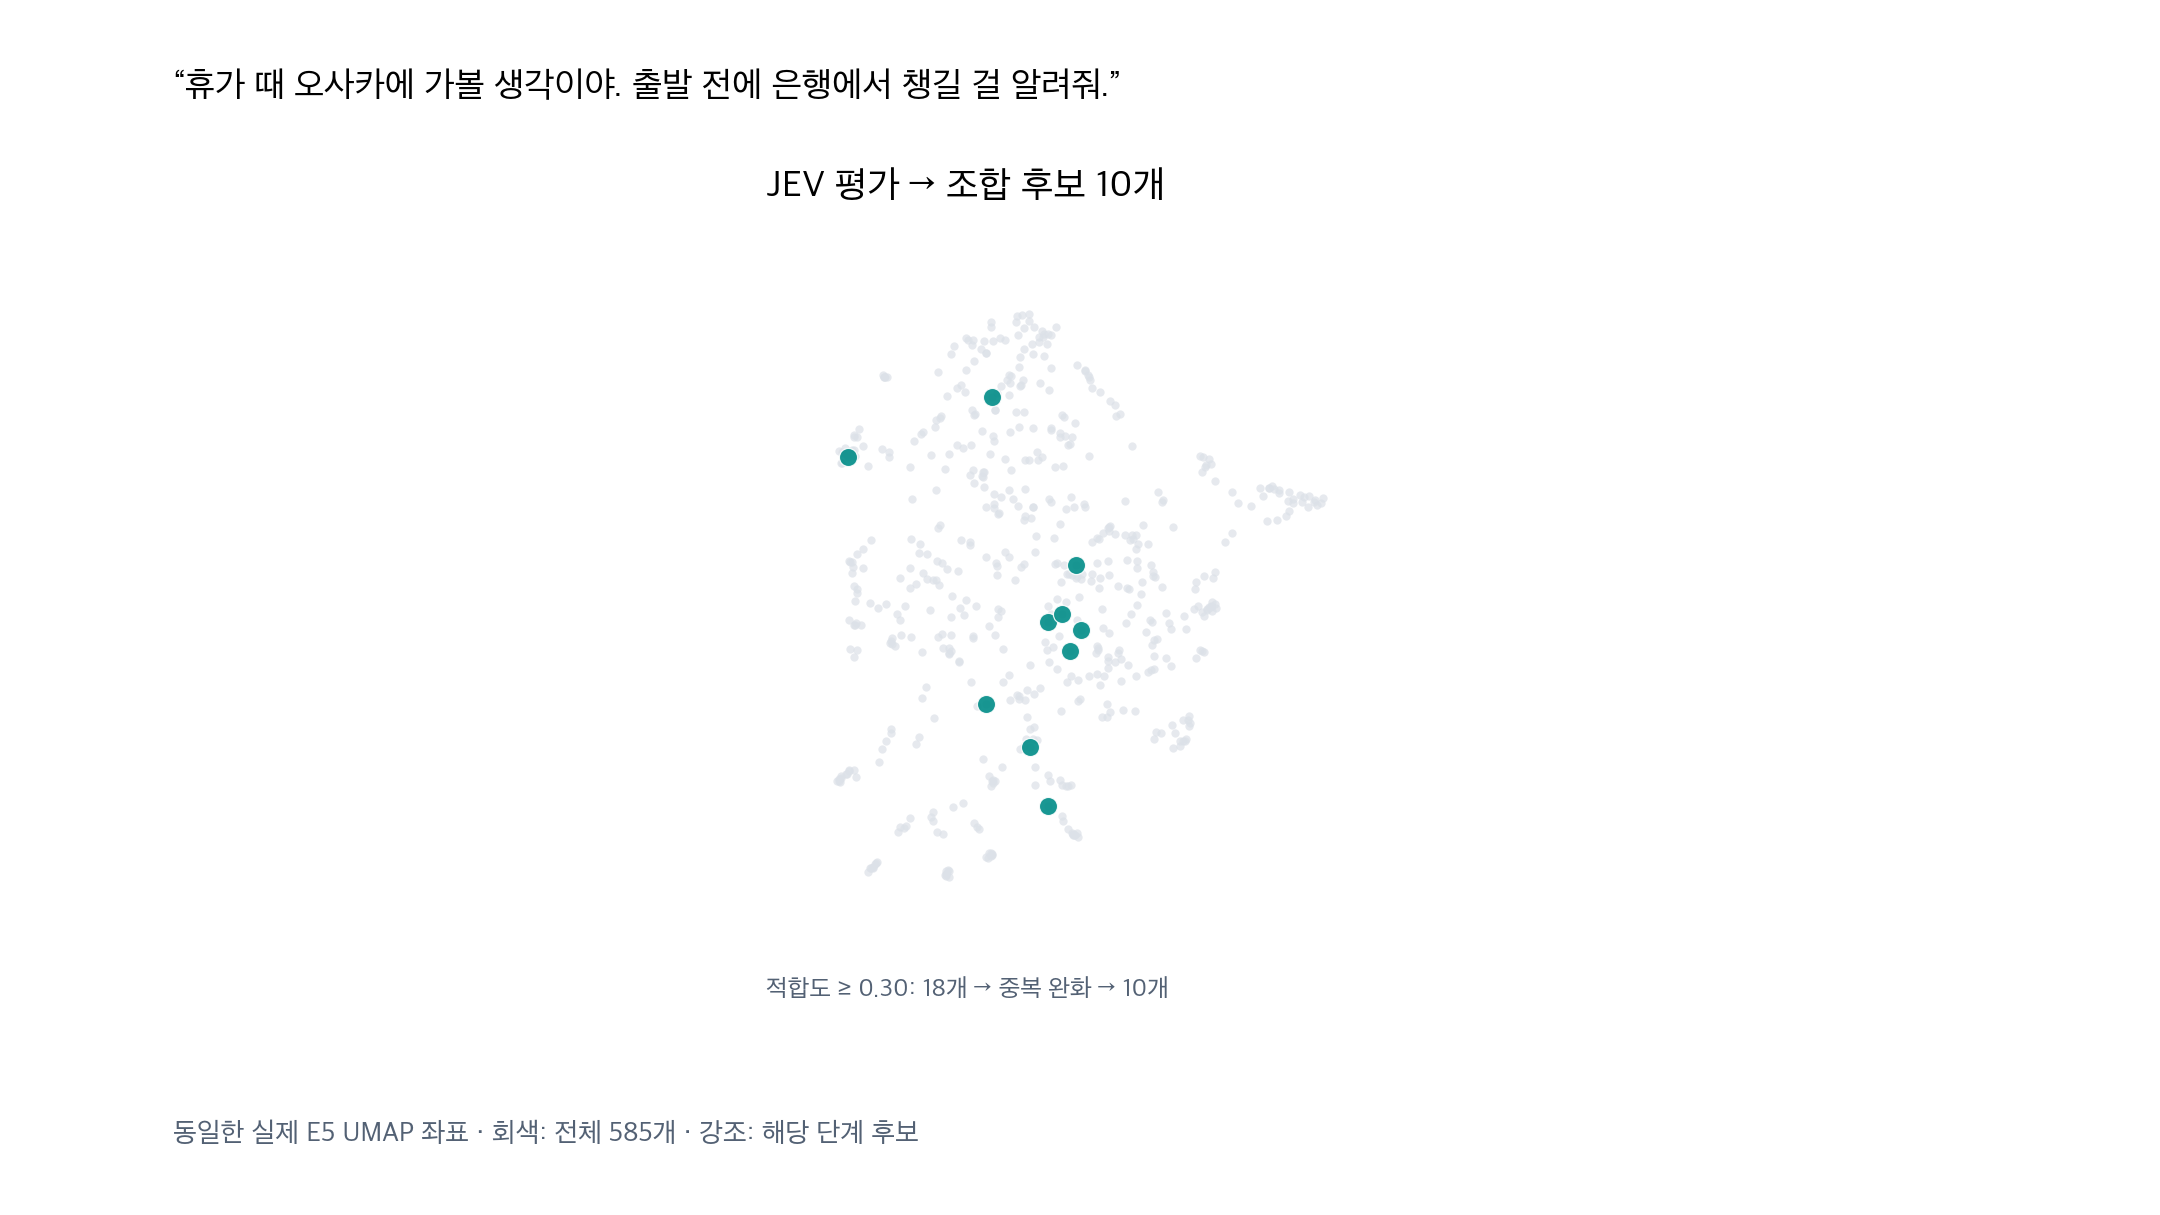 “휴가 때 오사카에 가볼 생각이야. 출발 전에 은행에서 챙길 걸 알려줘.”
JEV 평가 → 조합 후보 10개
적합도 ≥ 0.30: 18개 → 중복 완화 → 10개
동일한 실제 E5 UMAP 좌표 · 회색: 전체 585개 · 강조: 해당 단계 후보